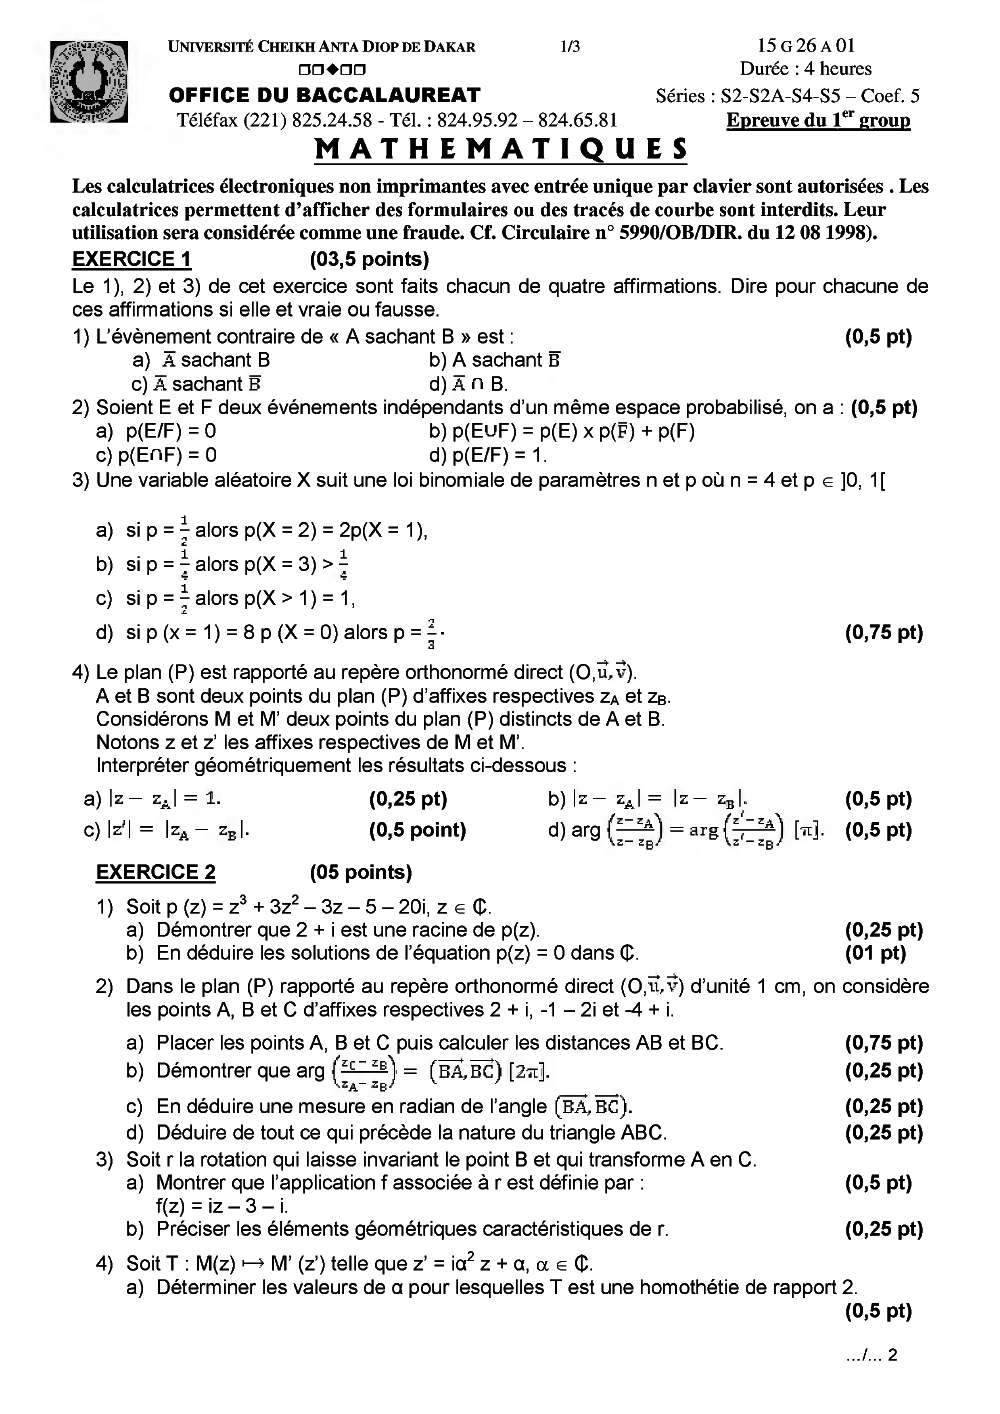 UNIVERSITÉ CHEIKH ANTA DIOP DE DAKAR 1/3 15 G 26 A 01
□□◆□□ Durée : 4 heures
OFFICE DU BACCALAUREAT Séries : S2-S2A-S4-S5 – Coef. 5
Téléfax (221) 825.24.58 - Tél. : 824.95.92 – 824.65.81 Epreuve du 1er group
MATHEMATIQUES
Les calculatrices électroniques non imprimantes avec entrée unique par clavier sont autorisées . Les
calculatrices permettent d'afficher des formulaires ou des tracés de courbe sont interdits. Leur
utilisation sera considérée comme une fraude. Cf. Circulaire n° 5990/OB/DIR. du 12 08 1998).
EXERCICE 1 (03,5 points)
Le 1), 2) et 3) de cet exercice sont faits chacun de quatre affirmations. Dire pour chacune de
ces affirmations si elle et vraie ou fausse.
1) L'évènement contraire de « A sachant B » est : (0,5 pt)
a) A̅ sachant B b) A sachant B̅
c) A̅ sachant B̅ d) A̅ ∩ B.
2) Soient E et F deux événements indépendants d'un même espace probabilisé, on a : (0,5 pt)
a) p(E/F) = 0 b) p(E∪F) = p(E) x p(F̅) + p(F)
c) p(E∩F) = 0 d) p(E/F) = 1.
3) Une variable aléatoire X suit une loi binomiale de paramètres n et p où n = 4 et p ∈ ]0, 1[
a) si p = 1/2 alors p(X = 2) = 2p(X = 1),
b) si p = 1/4 alors p(X = 3) > 1/4
c) si p = 1/2 alors p(X > 1) = 1,
d) si p (x = 1) = 8 p (X = 0) alors p = 2/3. (0,75 pt)
4) Le plan (P) est rapporté au repère orthonormé direct (O,u⃗,v⃗).
A et B sont deux points du plan (P) d'affixes respectives zA et zB.
Considérons M et M' deux points du plan (P) distincts de A et B.
Notons z et z' les affixes respectives de M et M'.
Interpréter géométriquement les résultats ci-dessous :
a) |z – zA| = 1. (0,25 pt) b) |z – zA| = |z – zB|. (0,5 pt)
c) |z'| = |zA – zB|. (0,5 point) d) arg ((z – zA)/(z – zB)) = arg ((z' – zA)/(z' – zB)) [π]. (0,5 pt)
EXERCICE 2 (05 points)
1) Soit p (z) = z³ + 3z² – 3z – 5 – 20i, z ∈ ℂ.
a) Démontrer que 2 + i est une racine de p(z). (0,25 pt)
b) En déduire les solutions de l'équation p(z) = 0 dans ℂ. (01 pt)
2) Dans le plan (P) rapporté au repère orthonormé direct (O,u⃗,v⃗) d'unité 1 cm, on considère
les points A, B et C d'affixes respectives 2 + i, -1 – 2i et -4 + i.
a) Placer les points A, B et C puis calculer les distances AB et BC. (0,75 pt)
b) Démontrer que arg ((zC – zB)/(zA – zB)) = (BA⃗, BC⃗) [2π]. (0,25 pt)
c) En déduire une mesure en radian de l'angle (BA⃗, BC⃗). (0,25 pt)
d) Déduire de tout ce qui précède la nature du triangle ABC. (0,25 pt)
3) Soit r la rotation qui laisse invariant le point B et qui transforme A en C.
a) Montrer que l'application f associée à r est définie par : (0,5 pt)
f(z) = iz – 3 – i.
b) Préciser les éléments géométriques caractéristiques de r. (0,25 pt)
4) Soit T : M(z) ↦ M' (z') telle que z' = iα² z + α, α ∈ ℂ.
a) Déterminer les valeurs de α pour lesquelles T est une homothétie de rapport 2.
(0,5 pt)
.../... 2